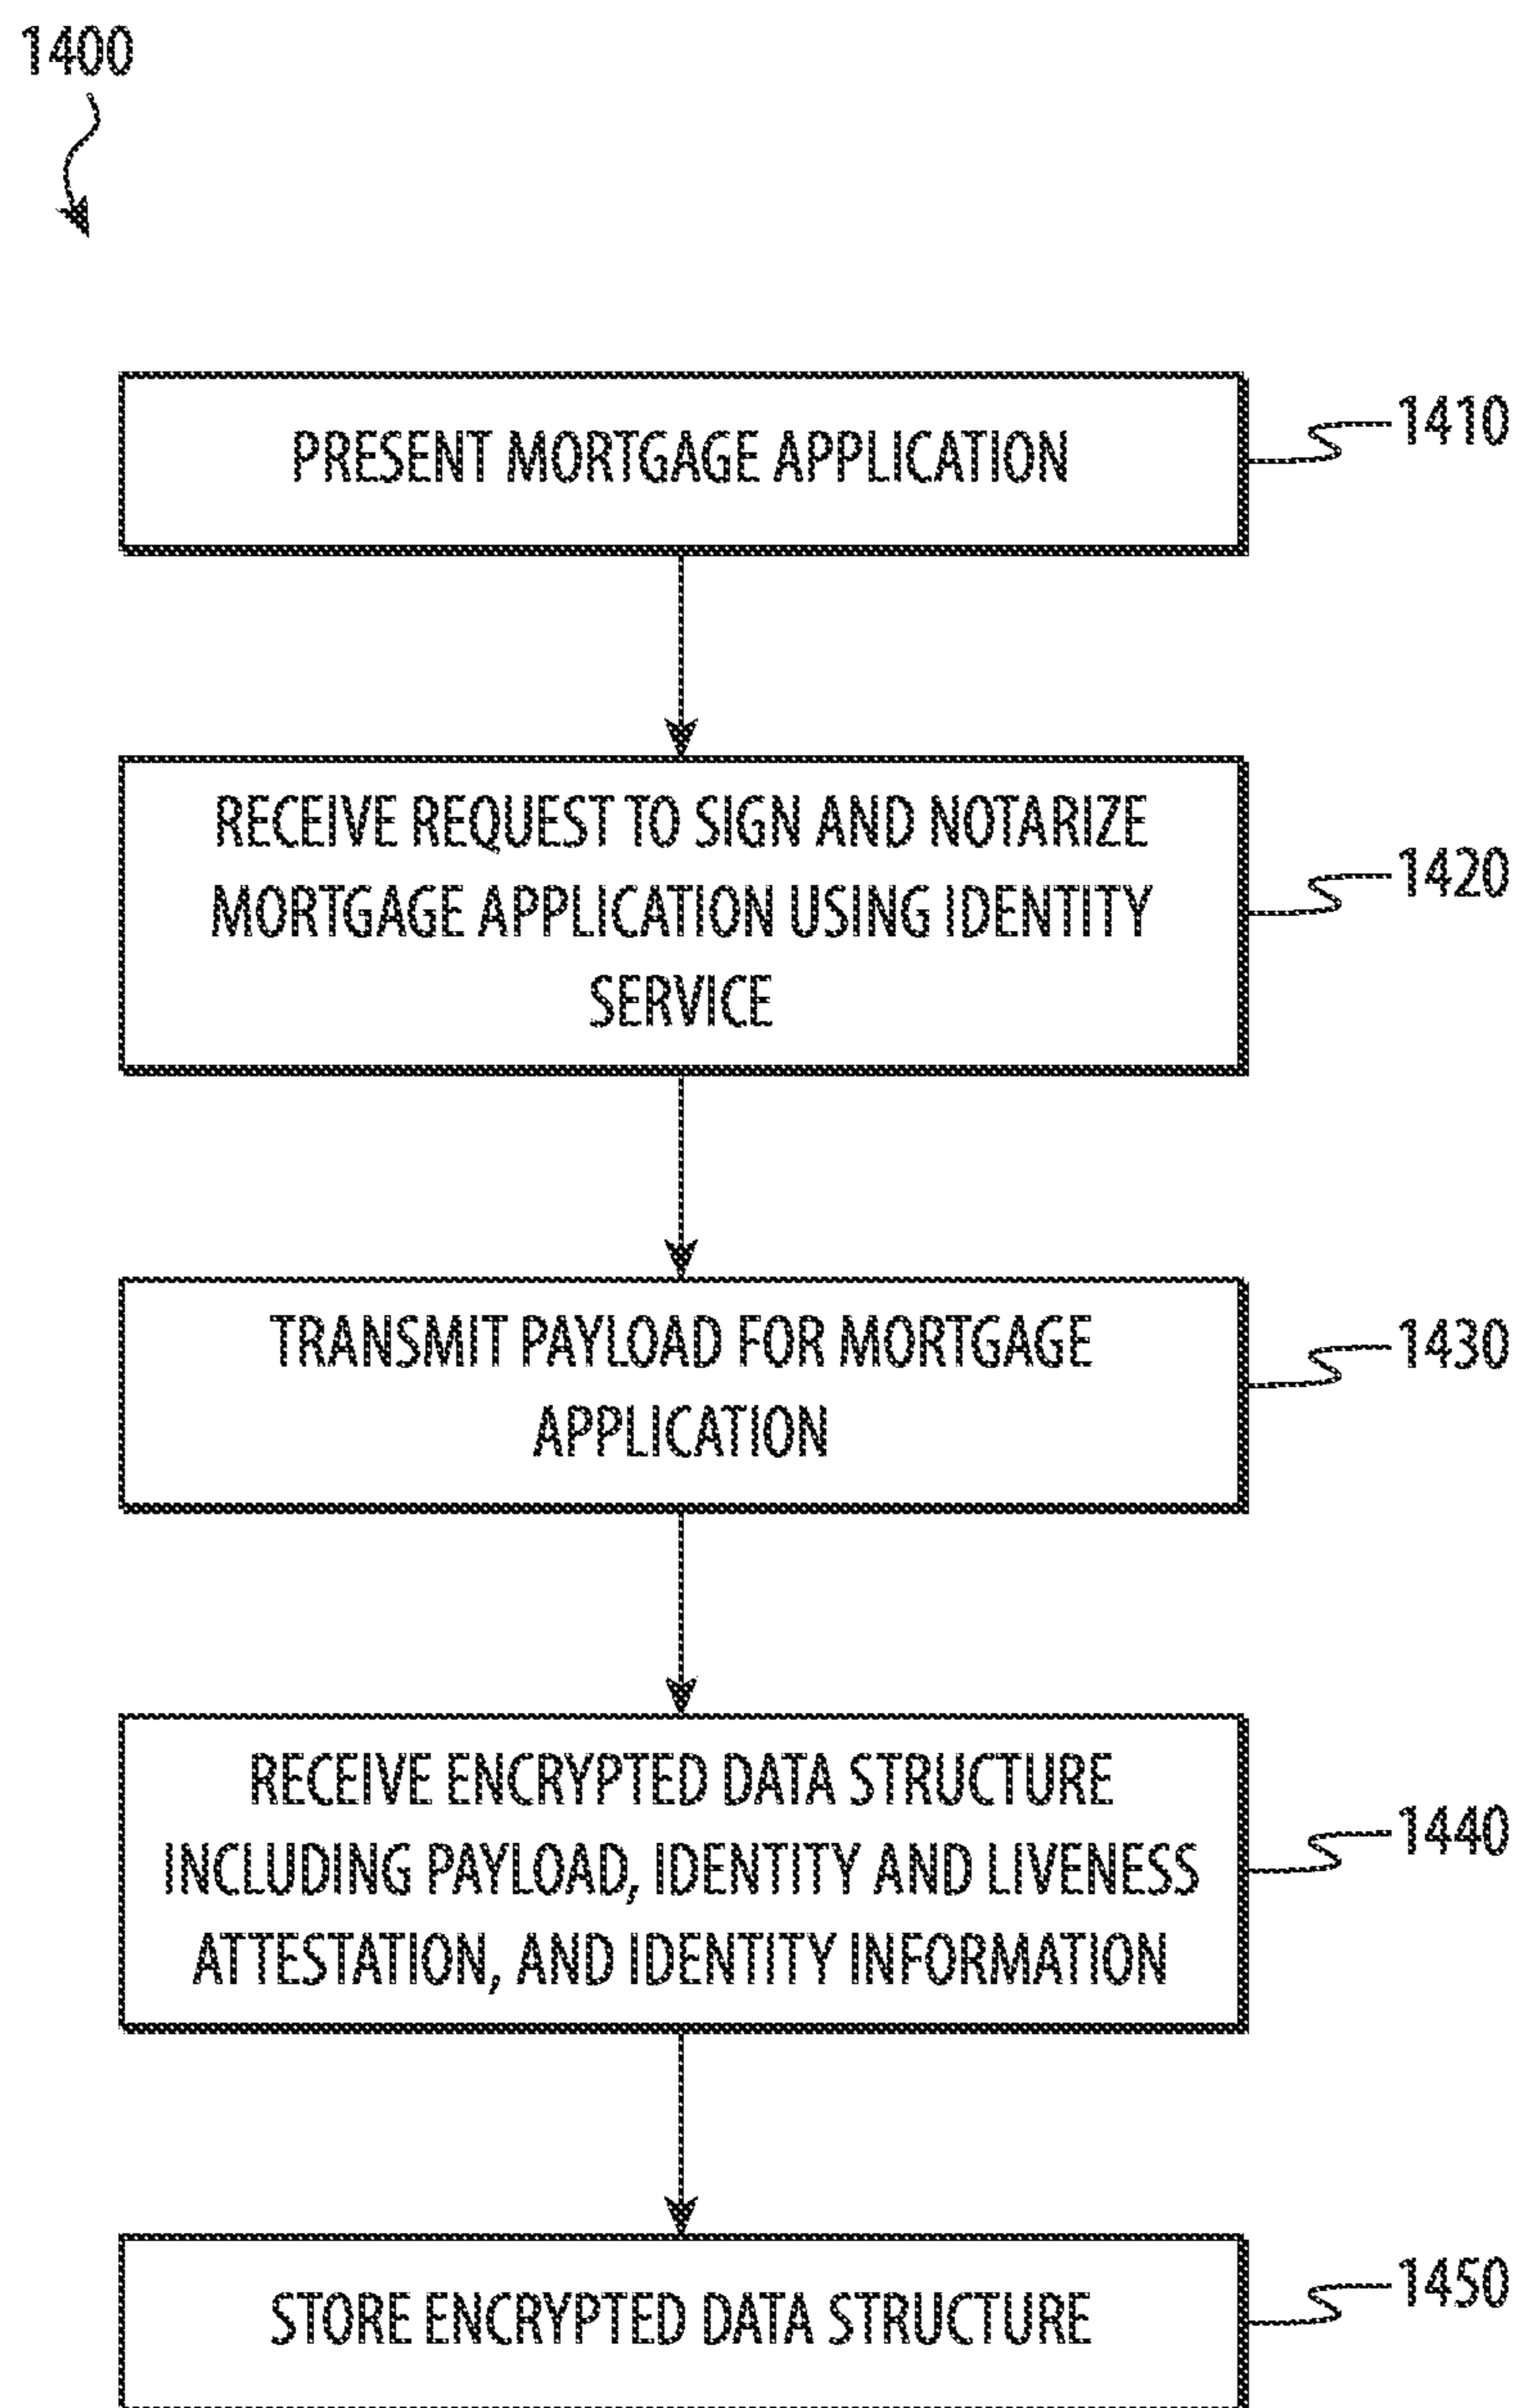 1400
PRESENT MORTGAGE APPLICATION
1410
RECEIVE REQUEST TO SIGN AND NOTARIZE
MORTGAGE APPLICATION USING IDENTITY
SERVICE
1420
TRANSMIT PAYLOAD FOR MORTGAGE
APPLICATION
1430
RECEIVE ENCRYPTED DATA STRUCTURE
INCLUDING PAYLOAD, IDENTITY AND LIVENESS
ATTESTATION, AND IDENTITY INFORMATION
1440
STORE ENCRYPTED DATA STRUCTURE
1450